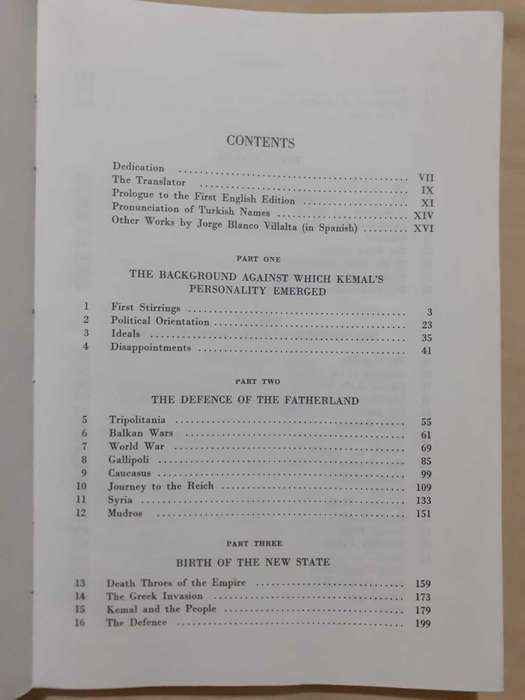 CONTENTS
Dedication ........................................ VII
The Translator .................................... IX
Prologue to the First English Edition ............. XI
Pronunciation of Turkish Names .................... XIV
Other Works by Jorge Blanco Villalta (in Spanish) ......... XVI
PART ONE
THE BACKGROUND AGAINST WHICH KEMAL'S
PERSONALITY EMERGED
1 First Stirrings ........................................ 3
2 Political Orientation .................................. 23
3 Ideals ................................................. 35
4 Disappointments ........................................ 41
PART TWO
THE DEFENCE OF THE FATHERLAND
5 Tripolitania ........................................... 55
6 Balkan Wars ............................................ 61
7 World War .............................................. 69
8 Gallipoli .............................................. 85
9 Caucasus ............................................... 99
10 Journey to the Reich .................................. 109
11 Syria ................................................. 133
12 Mudros ................................................ 151
PART THREE
BIRTH OF THE NEW STATE
13 Death Throes of the Empire ............................ 159
14 The Greek Invasion .................................... 173
15 Kemal and the People .................................. 179
16 The Defence ........................................... 199